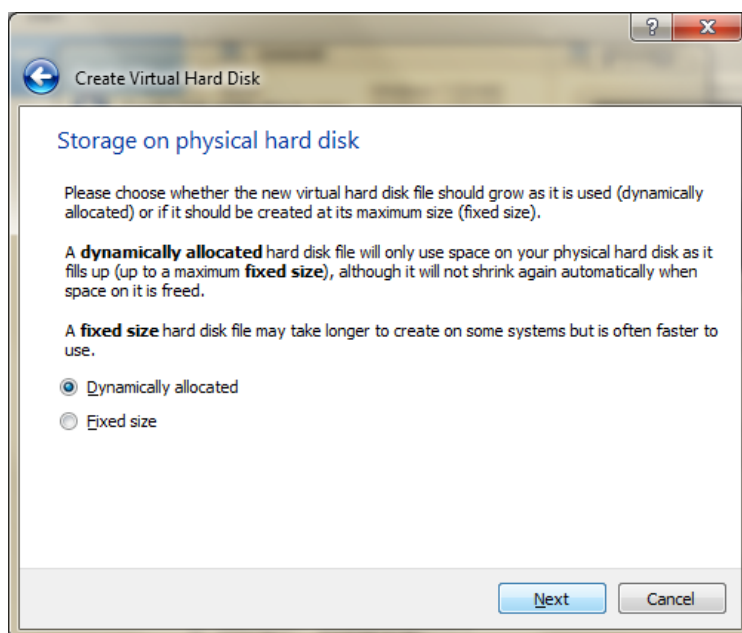 ?
X
Create Virtual Hard Disk
Storage on physical hard disk
Please choose whether the new virtual hard disk file should grow as it is used (dynamically
allocated) or if it should be created at its maximum size (fixed size).
A dynamically allocated hard disk file will only use space on your physical hard disk as it
fills up (up to a maximum fixed size), although it will not shrink again automatically when
space on it is freed.
A fixed size hard disk file may take longer to create on some systems but is often faster to
use.
Dynamically allocated
Fixed size
Next
Cancel